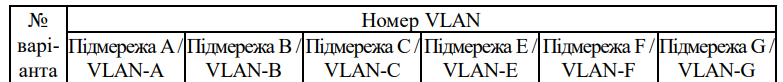 № варі-анта
Номер VLAN
Підмережа A / VLAN-A
Підмережа B / VLAN-B
Підмережа C / VLAN-C
Підмережа E / VLAN-E
Підмережа F / VLAN-F
Підмережа G / VLAN-G